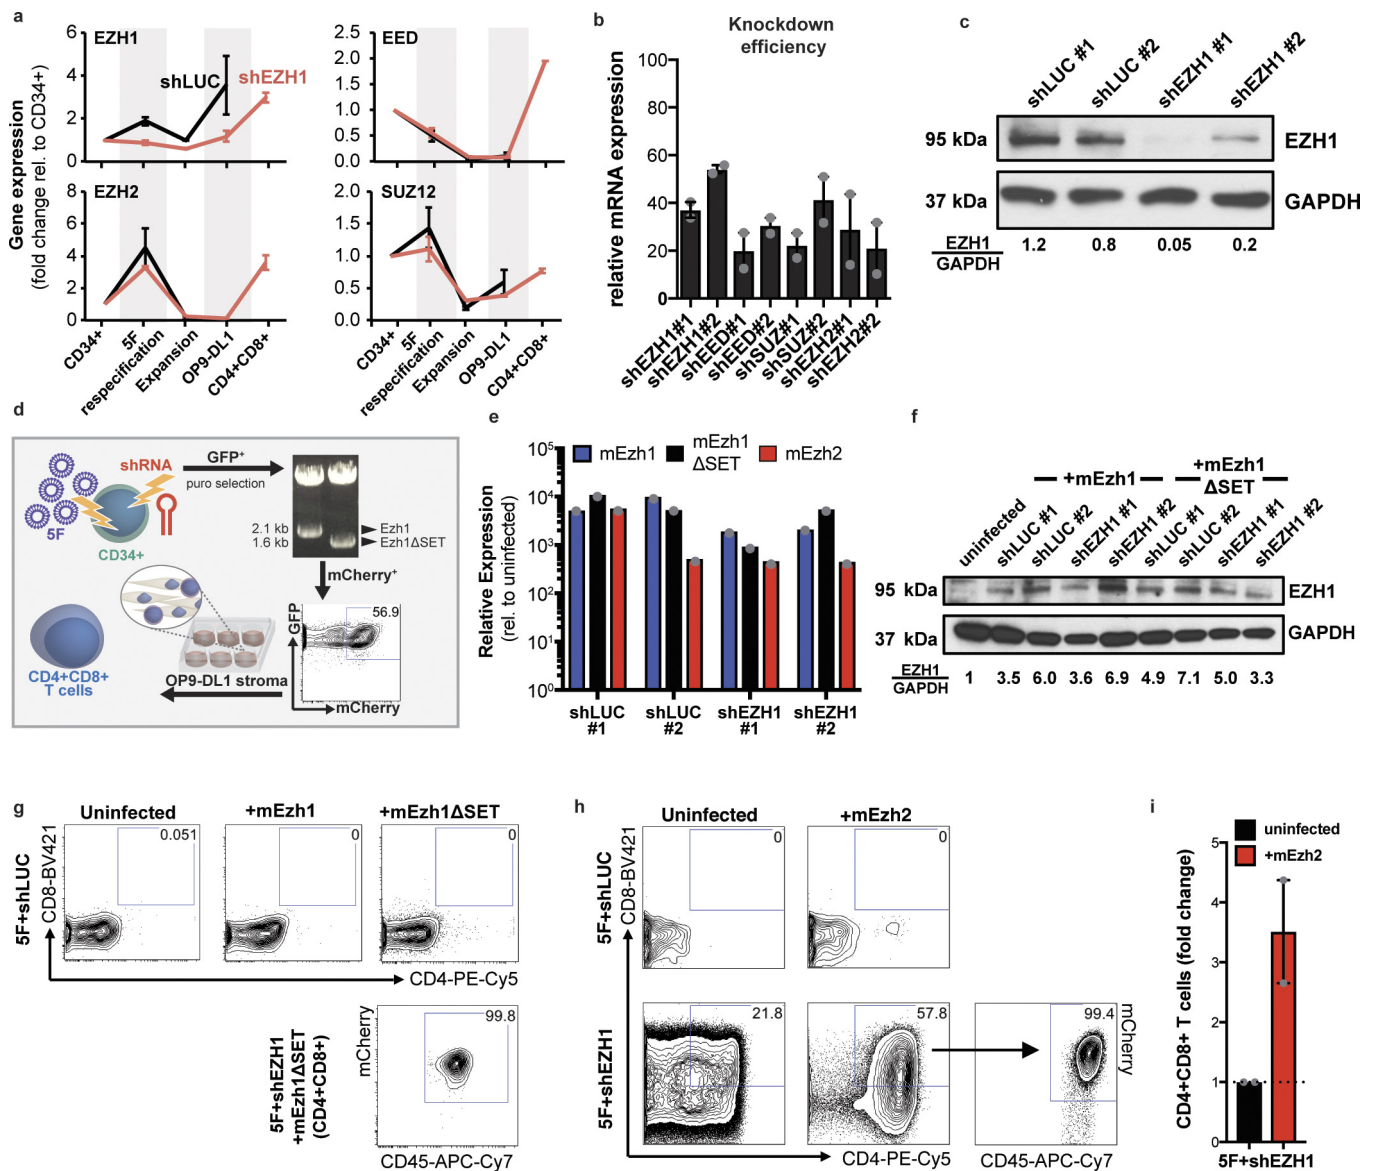 a
Gene expression
(fold change rel. to CD34+)
EZH1
6
4
2
0
shLUC
shEZH1
EED
2.5
2.0
1.5
1.0
0.5
0.0
EZH2
8
6
4
2
0
SUZ12
2.0
1.5
1.0
0.5
0.0
CD34+
5F
respecification
Expansion
OP9-DL1
CD4+CD8+
CD34+
5F
respecification
Expansion
OP9-DL1
CD4+CD8+
b
Knockdown
efficiency
relative mRNA expression
100
80
60
40
20
0
shEZH1#1
shEZH1#2
shEED#1
shEED#2
shSUZ#1
shSUZ#2
shEZH2#1
shEZH2#2
c
shLUC #1
shLUC #2
shEZH1 #1
shEZH1 #2
95 kDa
EZH1
37 kDa
GAPDH
EZH1
GAPDH
1.2 0.8 0.05 0.2
d
shRNA
5F
CD34+
GFP+
puro selection
2.1 kb
1.6 kb
Ezh1
Ezh1ΔSET
mCherry+
56.9
GFP
mCherry
OP9-DL1 stroma
CD4+CD8+
T cells
e
mEzh1
mEzh1
ΔSET
mEzh2
Relative Expression
(rel. to uninfected)
10⁵
10⁴
10³
10²
10¹
10⁰
shLUC
#1
shLUC
#2
shEZH1
#1
shEZH1
#2
f
+mEzh1
+mEzh1
ΔSET
uninfected
shLUC #1
shLUC #2
shEZH1 #1
shEZH1 #2
shLUC #1
shLUC #2
shEZH1 #1
shEZH1 #2
95 kDa
EZH1
37 kDa
GAPDH
EZH1
GAPDH
1 3.5 6.0 3.6 6.9 4.9 7.1 5.0 3.3
g
Uninfected
+mEzh1
+mEzh1ΔSET
5F+shLUC
CD8-BV421
0.051
0
0
CD4-PE-Cy5
5F+shEZH1
+mEzh1ΔSET
(CD4+CD8+)
mCherry
99.8
CD45-APC-Cy7
h
Uninfected
+mEzh2
5F+shLUC
CD8-BV421
0
0
5F+shEZH1
21.8
57.8
99.4
mCherry
CD4-PE-Cy5
CD45-APC-Cy7
i
uninfected
+mEzh2
CD4+CD8+ T cells (fold change)
5
4
3
2
1
0
5F+shEZH1